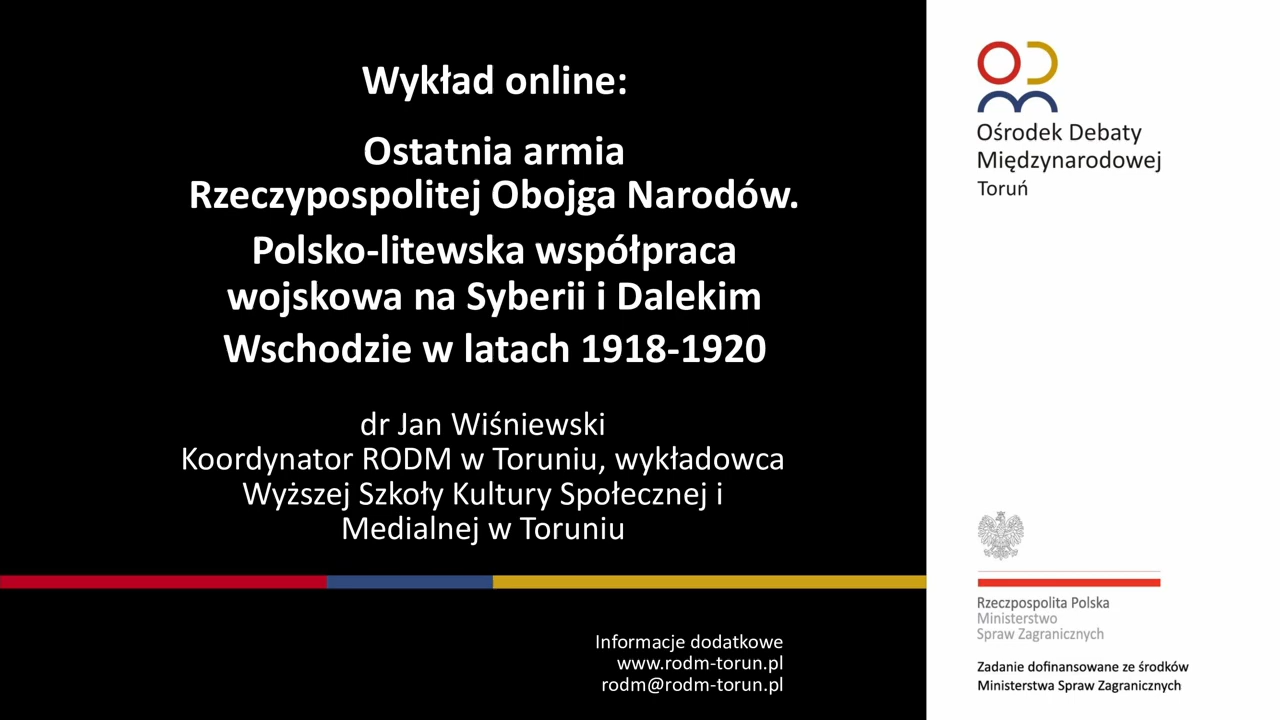 Wykład online:
Ostatnia armia
Rzeczypospolitej Obojga Narodów.
Polsko-litewska współpraca
wojskowa na Syberii i Dalekim
Wschodzie w latach 1918-1920
dr Jan Wiśniewski
Koordynator RODM w Toruniu, wykładowca
Wyższej Szkoły Kultury Społecznej i
Medialnej w Toruniu
Informacje dodatkowe
www.rodm-torun.pl
rodm@rodm-torun.pl
Ośrodek Debaty
Międzynarodowej
Toruń
Rzeczpospolita Polska
Ministerstwo
Spraw Zagranicznych
Zadanie dofinansowane ze środków
Ministerstwa Spraw Zagranicznych